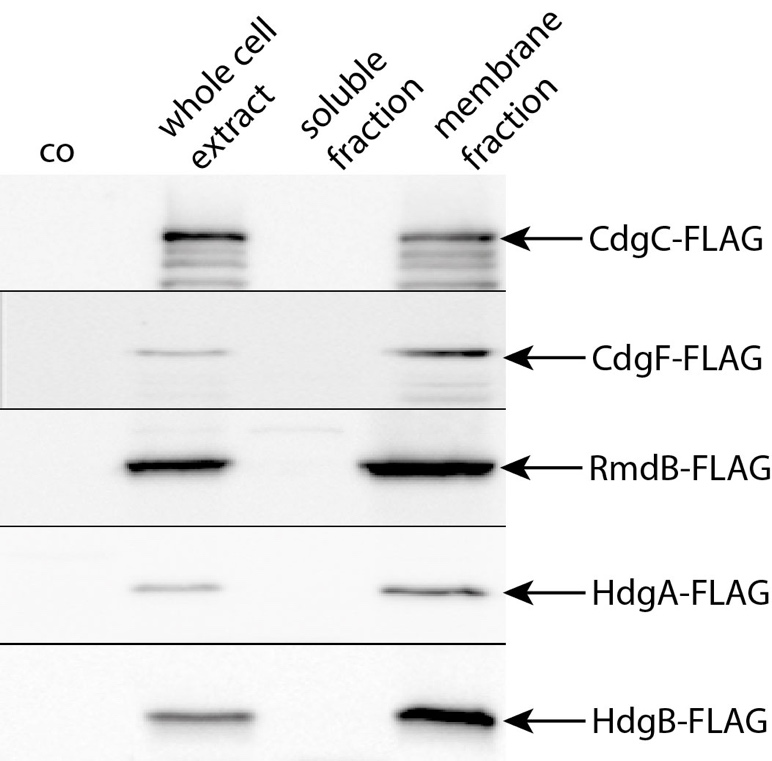 co
whole cell
extract
soluble
fraction
membrane
fraction
CdgC-FLAG
CdgF-FLAG
RmdB-FLAG
HdgA-FLAG
HdgB-FLAG